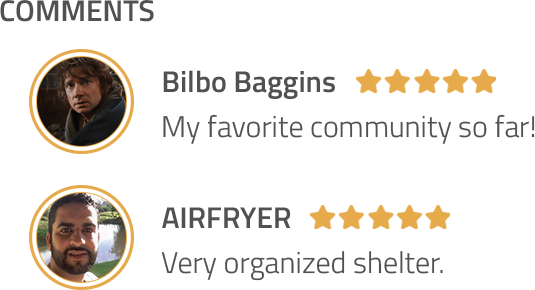 COMMENTS
Bilbo Baggins
My favorite community so far!
AIRFRYER
Very organized shelter.